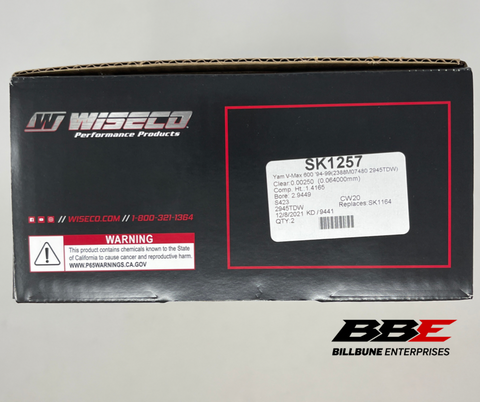 WISECO
Performance Products
WISECO.COM // 1-800-321-1364
WARNING
This product contains chemicals known to the State
of California to cause cancer and reproductive harm.
www.P65WARNINGS.CA.GOV
SK1257
Yam V-Max 600 '94-99(2388M07480 2945TDW)
Clear:0.00250 (0.064000mm)
Comp. Ht. 1.4165
Bore: 2.9449
S423 CW20
2945TDW Replaces SK1164
12/8/2021 KD / 9441
QTY:2
BBE
BILLBUNE ENTERPRISES